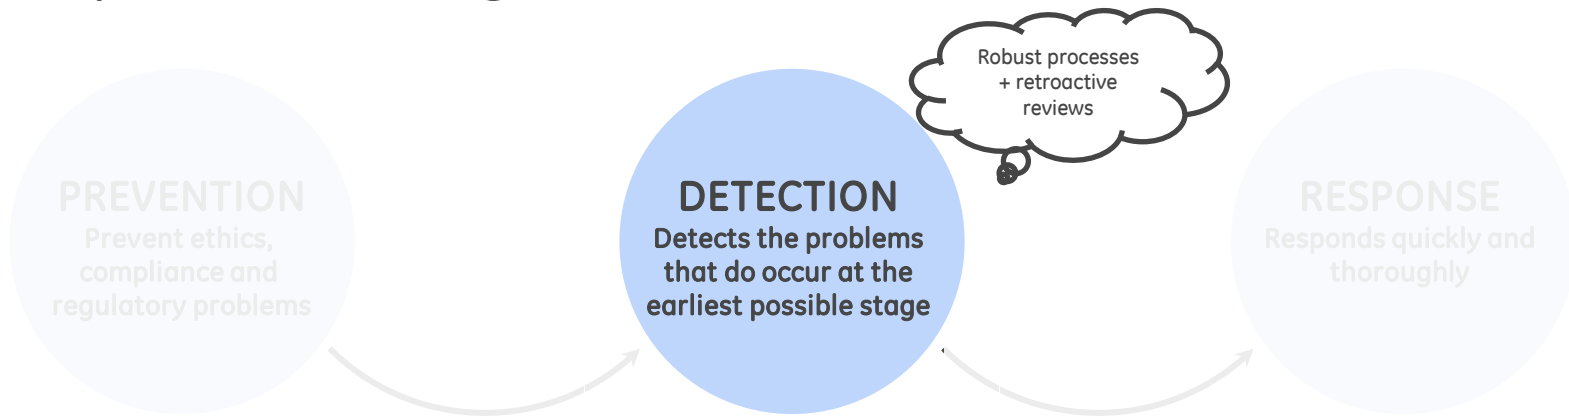 PREVENTION
Prevent ethics,
compliance and
regulatory problems
DETECTION
Detects the problems
that do occur at the
earliest possible stage
Robust processes
+ retroactive
reviews
RESPONSE
Responds quickly and
thoroughly